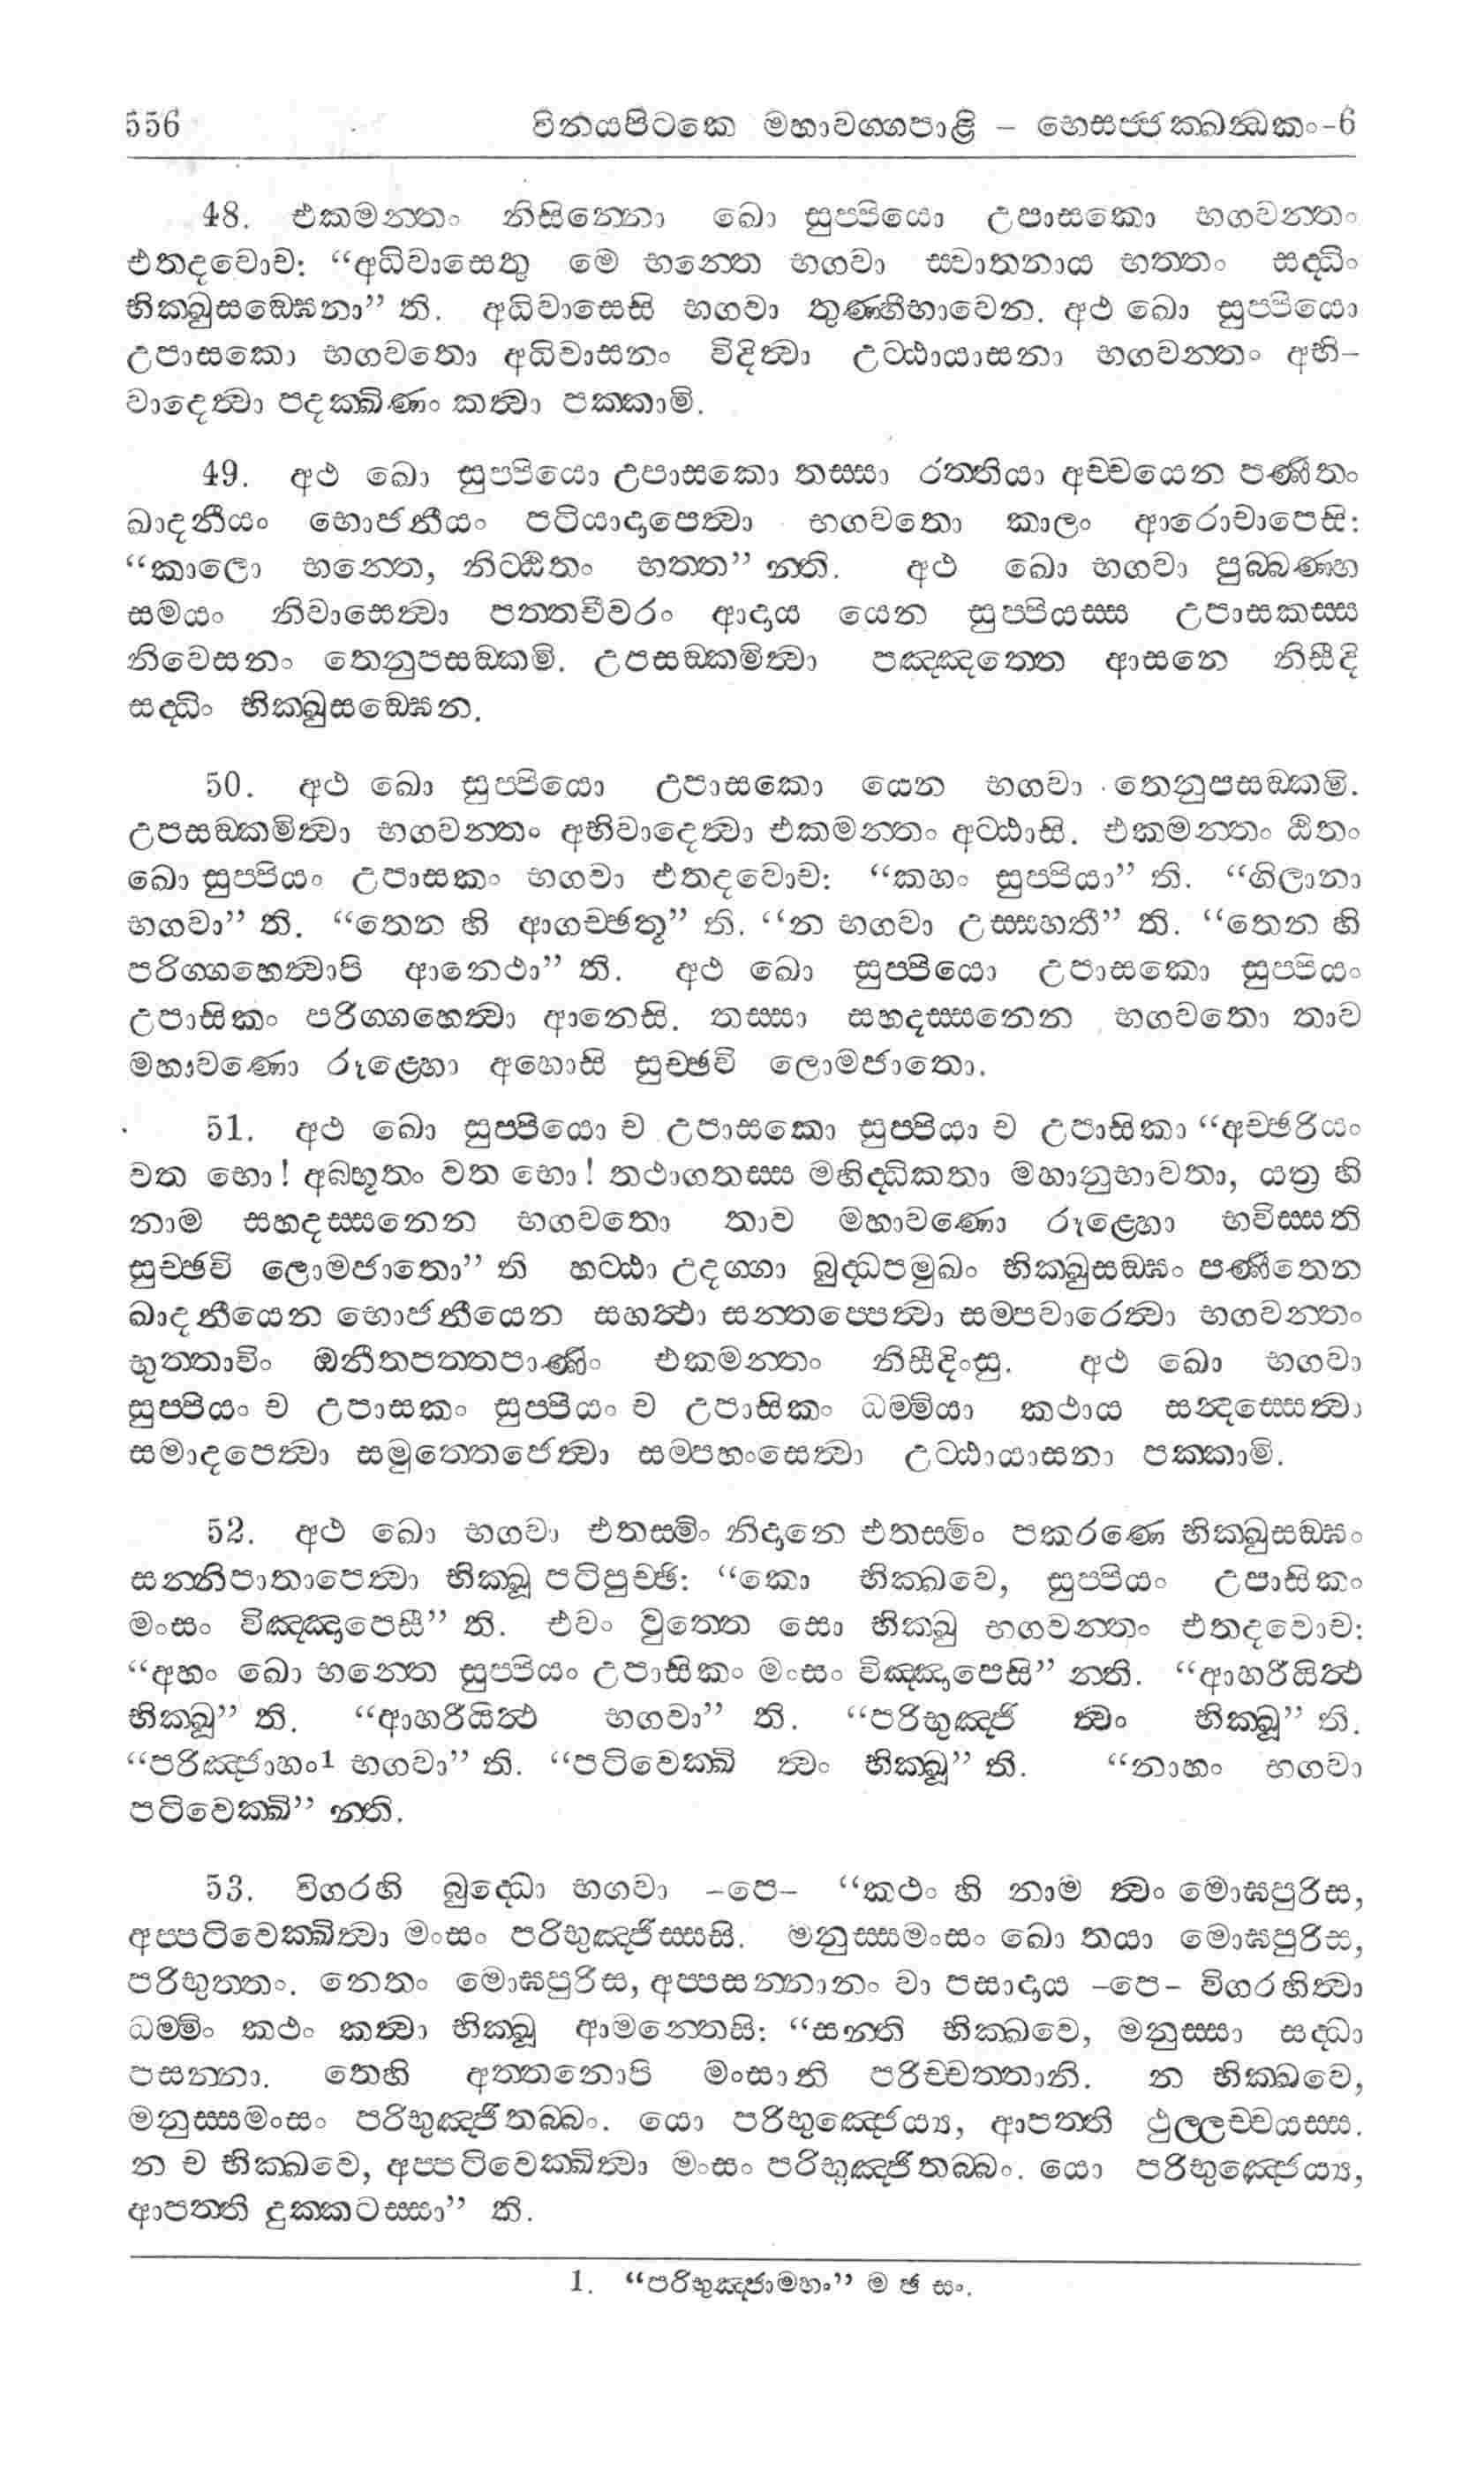 556 විනයපිටකෙ මහාවග්ගපාළි – භෙසජ්ජක්ඛන්ධකං-6
48. එකමන්තං නිසින්නො ඛො සුප්පියො උපාසකො භගවන්තං
එතදවොච: “අධිවාසෙතු මෙ භන්තෙ භගවා ස්වාතනාය භත්තං සද්ධිං
භික්ඛුසඞ්ඝෙනා” ති. අධිවාසෙසි භගවා තුණ්හීභාවෙන. අථ ඛො සුප්පියො
උපාසකො භගවතො අධිවාසනං විදිත්වා උට්ඨායාසනා භගවන්තං අභි–
වාදෙත්වා පදක්ඛිණං කත්වා පක්කාමි.
49. අථ ඛො සුප්පියො උපාසකො තස්සා රත්තියා අච්චයෙන පණීතං
ඛාදනීයං භොජනීයං පටියාදාපෙත්වා භගවතො කාලං ආරොචාපෙසි:
“කාලො භන්තෙ, නිට්ඨිතං භත්ත” න්ති. අථ ඛො භගවා පුබ්බණ්හ
සමයං නිවාසෙත්වා පත්තචීවරං ආදාය යෙන සුප්පියස්ස උපාසකස්ස
නිවෙසනං තෙනුපසඞ්කමි. උපසඞ්කමිත්වා පඤ්ඤත්තෙ ආසනෙ නිසීදි
සද්ධිං භික්ඛුසඞ්ඝෙන.
50. අථ ඛො සුප්පියො උපාසකො යෙන භගවා තෙනුපසඞ්කමි.
උපසඞ්කමිත්වා භගවන්තං අභිවාදෙත්වා එකමන්තං අට්ඨාසි. එකමන්තං ඨිතං
ඛො සුප්පියං උපාසකං භගවා එතදවොච: “කහං සුප්පියා” ති. “ගිලානා
භගවා” ති. “තෙන හි ආගච්ඡතූ” ති. “න භගවා උස්සහතී” ති. “තෙන හි
පරිග්ගහෙත්වාපි ආනෙථා” ති. අථ ඛො සුප්පියො උපාසකො සුප්පියං
උපාසිකං පරිග්ගහෙත්වා ආනෙසි. තස්සා සහදස්සනෙන භගවතො තාව
මහාවණො රූළ්හො අහොසි සුච්ඡවි ලොමජාතො.
51. අථ ඛො සුප්පියො ච උපාසකො සුප්පියා ච උපාසිකා “අච්ඡරියං
වත භො! අබ්භූතං වත භො! තථාගතස්ස මහිද්ධිකතා මහානුභාවතා, යත්‍ර හි
නාම සහදස්සනෙන භගවතො තාව මහාවණො රූළ්හො භවිස්සති
සුච්ඡවි ලොමජාතො” ති හට්ඨා උදග්ගා බුද්ධපමුඛං භික්ඛුසඞ්ඝං පණීතෙන
ඛාදනීයෙන භොජනීයෙන සහත්ථා සන්තප්පෙත්වා සම්පවාරෙත්වා භගවන්තං
භුත්තාවිං ඔනීතපත්තපාණිං එකමන්තං නිසීදිංසු. අථ ඛො භගවා
සුප්පියං ච උපාසකං සුප්පියං ච උපාසිකං ධම්මියා කථාය සන්දස්සෙත්වා
සමාදපෙත්වා සමුත්තෙජෙත්වා සම්පහංසෙත්වා උට්ඨායාසනා පක්කාමි.
52. අථ ඛො භගවා එතස්මිං නිදානෙ එතස්මිං පකරණෙ භික්ඛුසඞ්ඝං
සන්නිපාතාපෙත්වා භික්ඛූ පටිපුච්ඡි: “කො භික්ඛවෙ, සුප්පියං උපාසිකං
මංසං විඤ්ඤාපෙසී” ති. එවං වුත්තෙ සො භික්ඛු භගවන්තං එතදවොච:
“අහං ඛො භන්තෙ සුප්පියං උපාසිකං මංසං විඤ්ඤාපෙසි” න්ති. “ආහරීයිත්ථ
භික්ඛූ” ති. “ආහරීයිත්ථ භගවා” ති. “පරිභුඤ්ජි ත්වං භික්ඛූ” ති.
“පරිඤ්ජාහං1 භගවා” ති. “පටිවෙක්ඛි ත්වං භික්ඛූ” ති. “නාහං භගවා
පටිවෙක්ඛි” න්ති.
53. විගරහි බුද්ධො භගවා –පෙ– “කථං හි නාම ත්වං මොඝපුරිස,
අප්පටිවෙක්ඛිත්වා මංසං පරිභුඤ්ජිස්සසි. මනුස්සමංසං ඛො තයා මොඝපුරිස,
පරිභුත්තං. නෙතං මොඝපුරිස, අප්පසන්නානං වා පසාදාය –පෙ– විගරහිත්වා
ධම්මිං කථං කත්වා භික්ඛූ ආමන්තෙසි: “සන්ති භික්ඛවෙ, මනුස්සා සද්ධා
පසන්නා. තෙහි අත්තනොපි මංසානි පරිච්චත්තානි. න භික්ඛවෙ,
මනුස්සමංසං පරිභුඤ්ජිතබ්බං. යො පරිභුඤ්ජෙය්‍ය, ආපත්ති ථුල්ලච්චයස්ස.
න ච භික්ඛවෙ, අප්පටිවෙක්ඛිත්වා මංසං පරිභුඤ්ජිතබ්බං. යො පරිභුඤ්ජෙය්‍ය,
ආපත්ති දුක්කටස්සා” ති.
1. “පරිභුඤ්ජාමහං” ම ඡ සං.